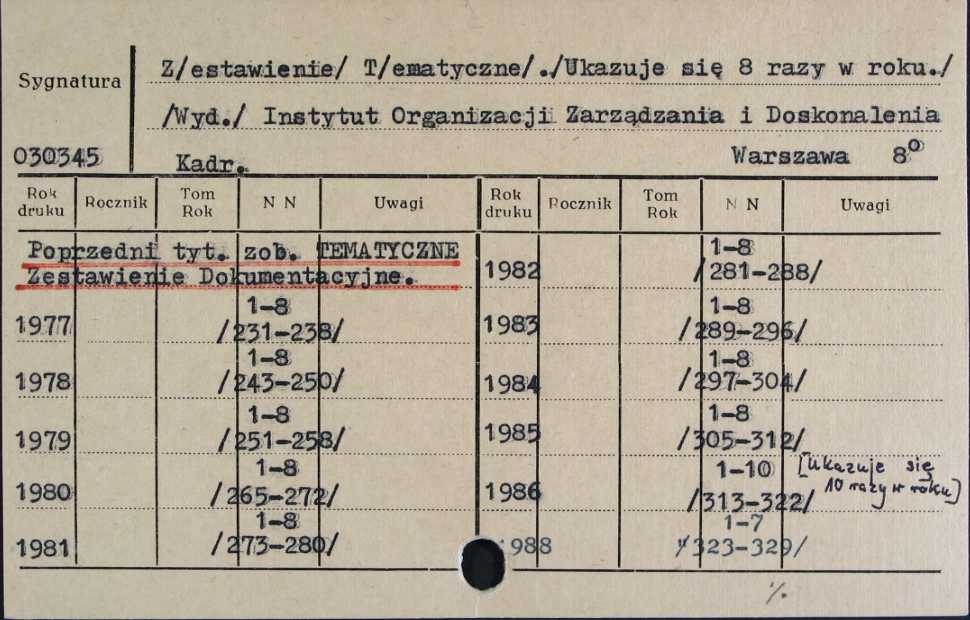 Sygnatura
Z/estawienie/ T/ematyczne/./Ukazuje się 8 razy w roku./
/Wyd./ Instytut Organizacji Zarządzania i Doskonalenia
030345 Kadr. Warszawa 8°
Rok druku Rocznik Tom Rok N N Uwagi Rok druku Rocznik Tom Rok N N Uwagi
Poprzedni tyt. zob. TEMATYCZNE
Zestawienie Dokumentacyjne.
1977 1-8
/231-238/
1978 1-8
/243-250/
1979 1-8
/251-258/
1980 1-8
/265-272/
1981 1-8
/273-280/
1982 1-8
/281-288/
1983 1-8
/289-296/
1984 1-8
/297-304/
1985 1-8
/305-312/
1986 1-10 [Ukazuje się
/313-322/ 10 razy w roku]
1988 1-7
/323-329/